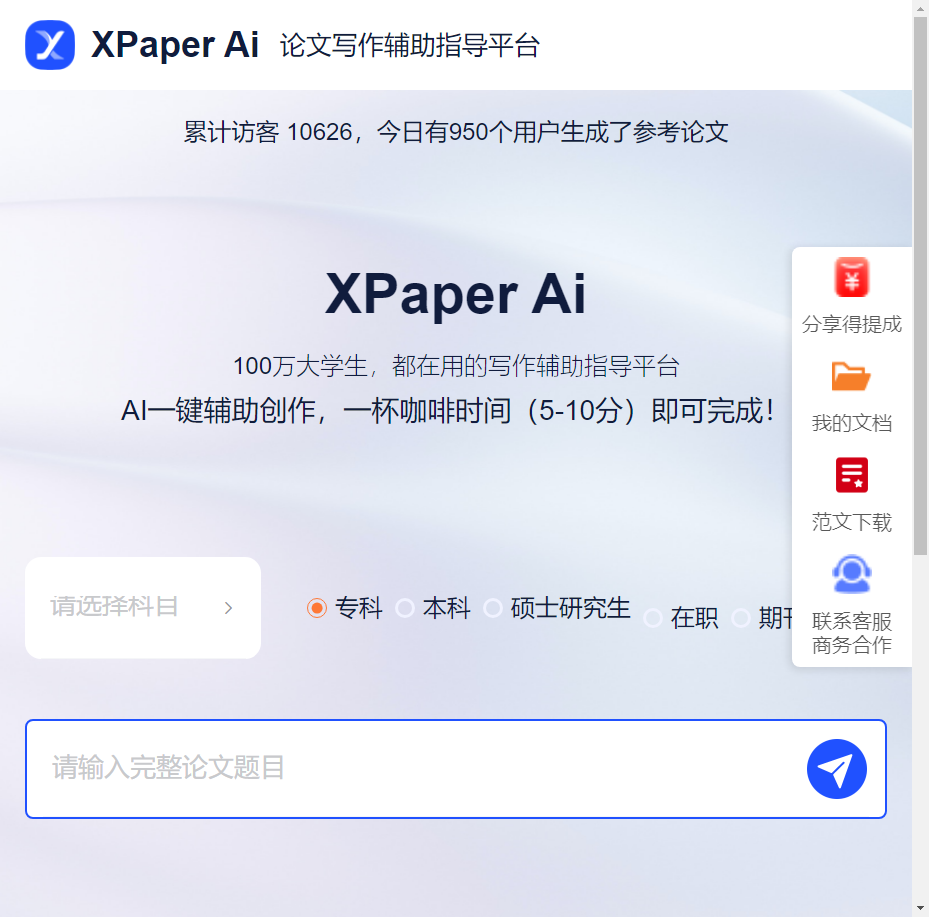 XPaper Ai 论文写作辅助指导平台
累计访客 10626，今日有950个用户生成了参考论文
XPaper Ai
100万大学生，都在用的写作辅助指导平台
AI一键辅助创作，一杯咖啡时间（5-10分）即可完成！
分享得提成
我的文档
范文下载
联系客服
商务合作
请选择科目
专科 本科 硕士研究生 在职 期刊
请输入完整论文题目